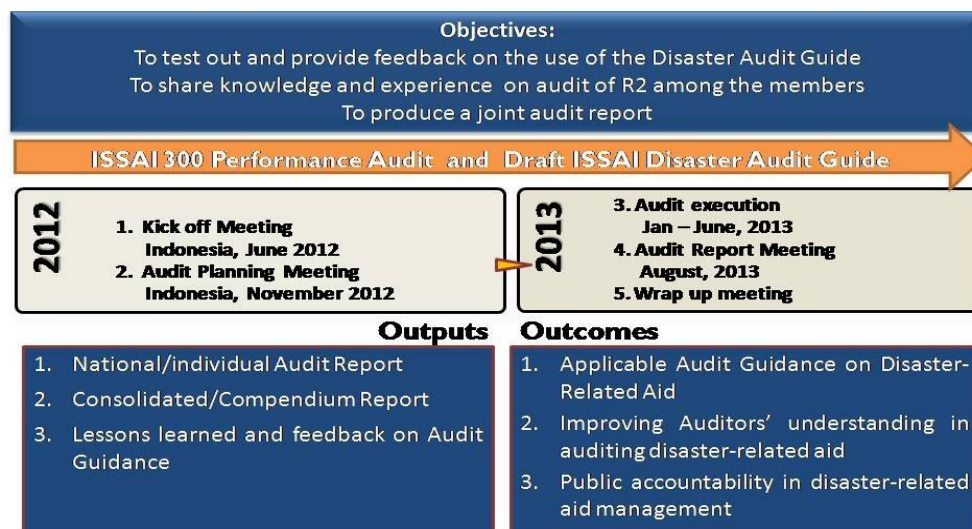 Objectives:
To test out and provide feedback on the use of the Disaster Audit Guide
To share knowledge and experience on audit of R2 among the members
To produce a joint audit report
ISSAI 300 Performance Audit and Draft ISSAI Disaster Audit Guide
2012
1. Kick off Meeting
Indonesia, June 2012
2. Audit Planning Meeting
Indonesia, November 2012
2013
3. Audit execution
Jan – June, 2013
4. Audit Report Meeting
August, 2013
5. Wrap up meeting
Outputs
1. National/individual Audit Report
2. Consolidated/Compendium Report
3. Lessons learned and feedback on Audit
Guidance
Outcomes
1. Applicable Audit Guidance on Disaster-
Related Aid
2. Improving Auditors’ understanding in
auditing disaster-related aid
3. Public accountability in disaster-related
aid management